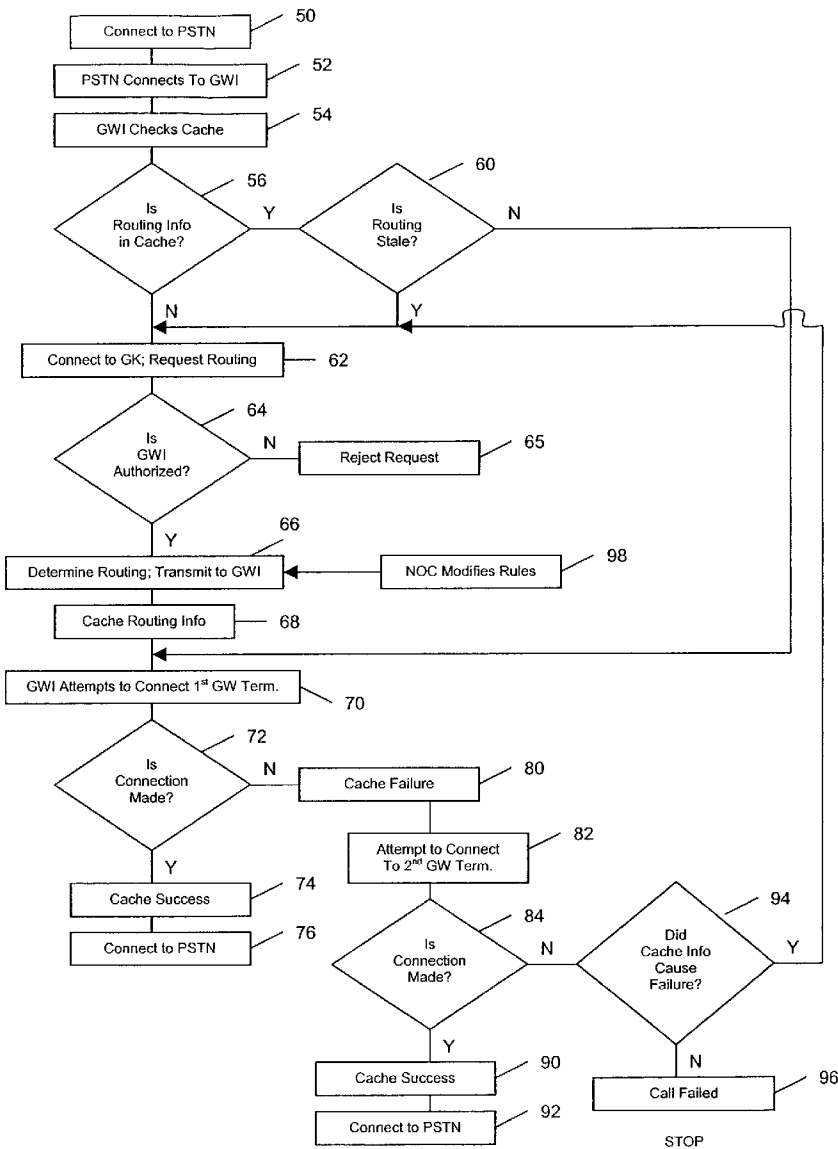 50
Connect to PSTN
52
PSTN Connects To GWI
54
GWI Checks Cache
56
60
Is
Routing Info
in Cache?
Y
Is
Routing
Stale?
N
N
Y
Connect to GK; Request Routing
62
64
Is
GWI
Authorized?
N
Reject Request
65
Y
66
Determine Routing; Transmit to GWI
NOC Modifies Rules
98
Cache Routing Info
68
GWI Attempts to Connect 1st GW Term.
70
72
Is
Connection
Made?
N
Cache Failure
80
Attempt to Connect
To 2nd GW Term.
82
Y
Cache Success
74
Connect to PSTN
76
84
Is
Connection
Made?
N
94
Did
Cache Info
Cause
Failure?
Y
Y
N
Cache Success
90
Call Failed
96
Connect to PSTN
92
STOP